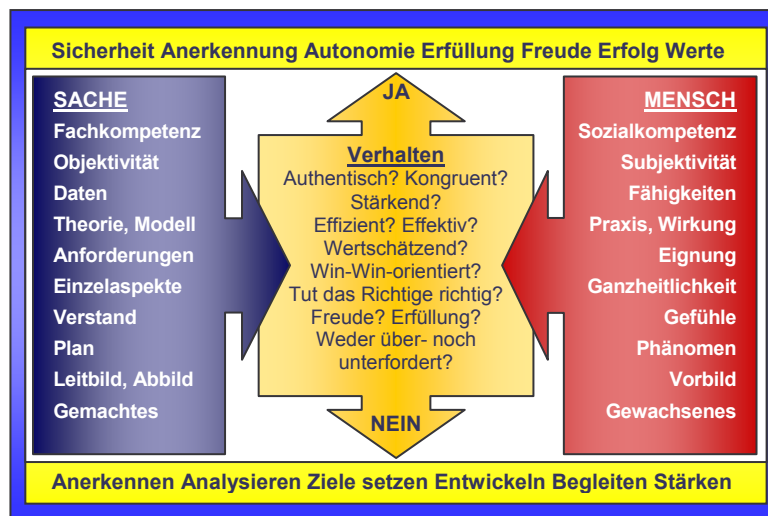 Sicherheit Anerkennung Autonomie Erfüllung Freude Erfolg Werte
SACHE
Fachkompetenz
Objektivität
Daten
Theorie, Modell
Anforderungen
Einzelaspekte
Verstand
Plan
Leitbild, Abbild
Gemachtes
JA
Verhalten
Authentisch? Kongruent?
Stärkend?
Effizient? Effektiv?
Wertschätzend?
Win-Win-orientiert?
Tut das Richtige richtig?
Freude? Erfüllung?
Weder über- noch
unterfordert?
NEIN
MENSCH
Sozialkompetenz
Subjektivität
Fähigkeiten
Praxis, Wirkung
Eignung
Ganzheitlichkeit
Gefühle
Phänomen
Vorbild
Gewachsenes
Anerkennen Analysieren Ziele setzen Entwickeln Begleiten Stärken